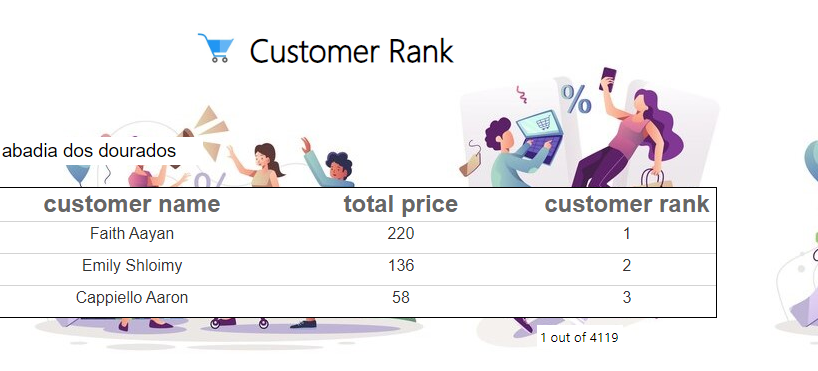 Customer Rank
%
abadia dos dourados
%
customer name total price customer rank
Faith Aayan 220 1
Emily Shloimy 136 2
Cappiello Aaron 58 3
1 out of 4119